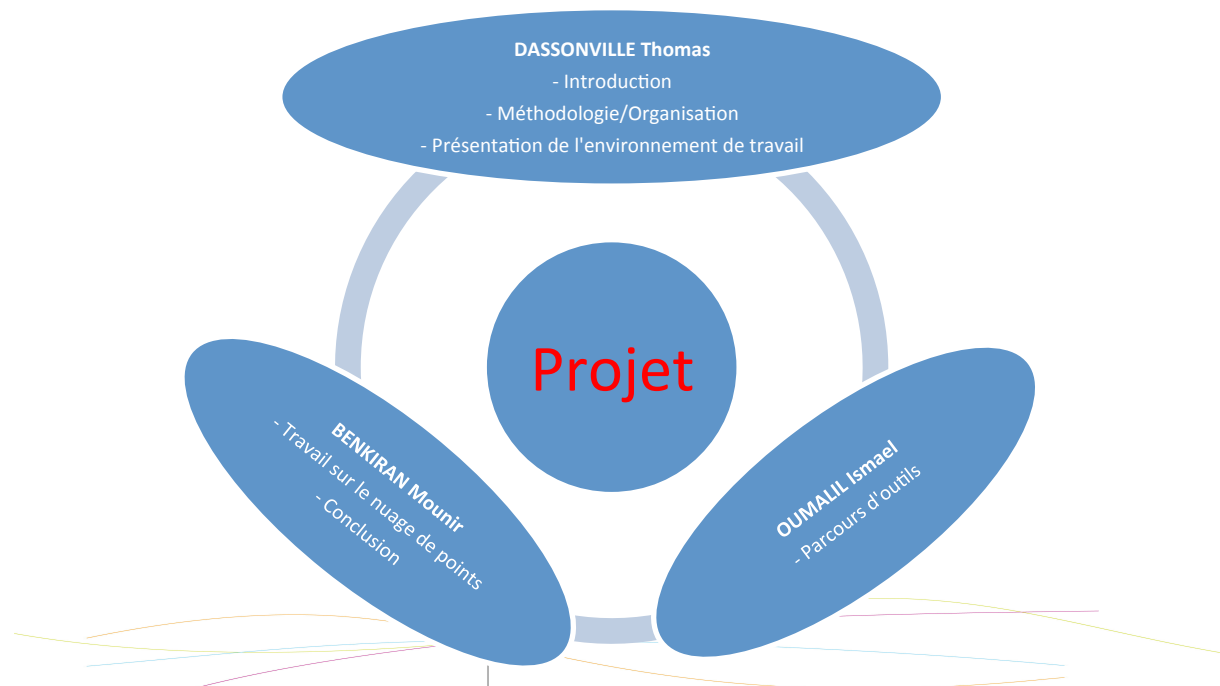 DASSONVILLE Thomas
- Introduction
- Méthodologie/Organisation
- Présentation de l'environnement de travail
Projet
BENKIRAN Mounir
- Travail sur le nuage de points
- Conclusion
OUMALIL Ismael
- Parcours d'outils